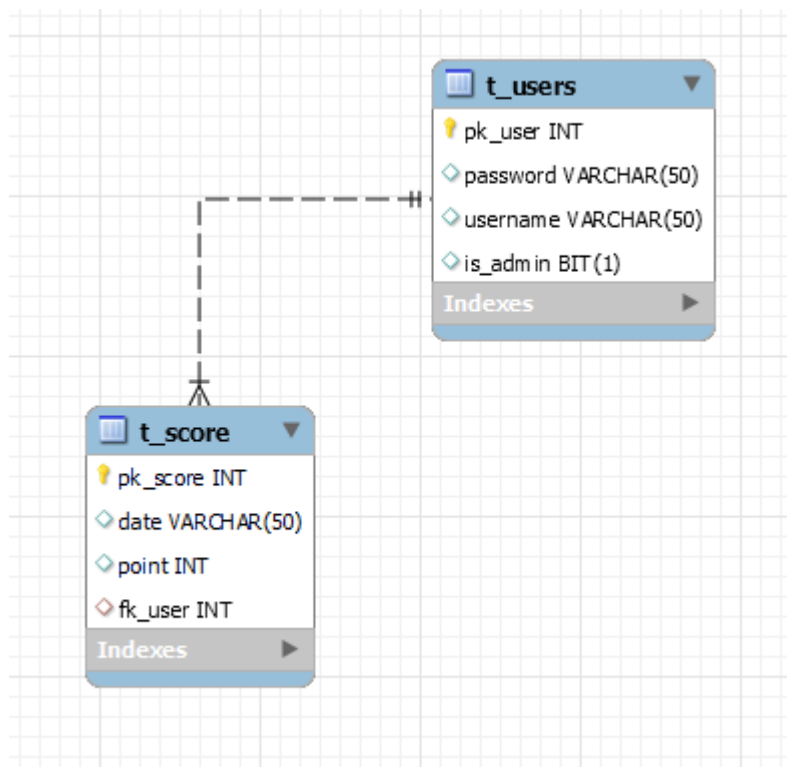 t_users
pk_user INT
password VARCHAR(50)
username VARCHAR(50)
is_admin BIT(1)
Indexes
t_score
pk_score INT
date VARCHAR(50)
point INT
fk_user INT
Indexes